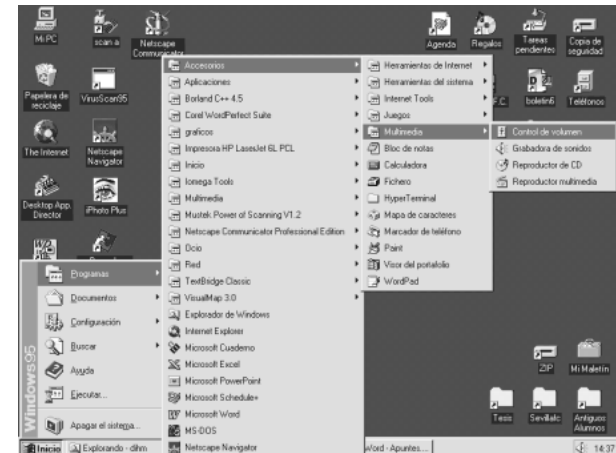 Mi PC
scan-a
Netscape Communicator
Agenda
Regalos
Tareas pendientes
Copia de seguridad
Papelera de reciclaje
VirusScan95
F.C.
boletin6
Teléfonos
The Internet
Netscape Navigator
Desktop App. Director
iPhoto Plus
Accesorios
Aplicaciones
Borland C++ 4.5
Corel WordPerfect Suite
graficos
Impresora HP LaserJet 6L PCL
Inicio
Iomega Tools
Multimedia
Mustek Power of Scanning V1.2
Netscape Communicator Professional Edition
Ocio
Red
TextBridge Classic
VisualMap 3.0
Explorador de Windows
Internet Explorer
Microsoft Cuaderno
Microsoft Excel
Microsoft PowerPoint
Microsoft Schedule+
Microsoft Word
MS-DOS
Netscape Navigator
Herramientas de Internet
Herramientas del sistema
Internet Tools
Juegos
Multimedia
Bloc de notas
Calculadora
Fichero
HyperTerminal
Mapa de caracteres
Marcador de teléfono
Paint
Visor del portafolio
WordPad
Control de volumen
Grabadora de sonidos
Reproductor de CD
Reproductor multimedia
Programas
Documentos
Configuración
Buscar
Ayuda
Ejecutar...
Apagar el sistema...
Windows95
ZIP
Mi Maletín
Tesis
Sevillatc
Antiguos Alumnos
Inicio
Explorando - dihm
Word - Apuntes....
14:37